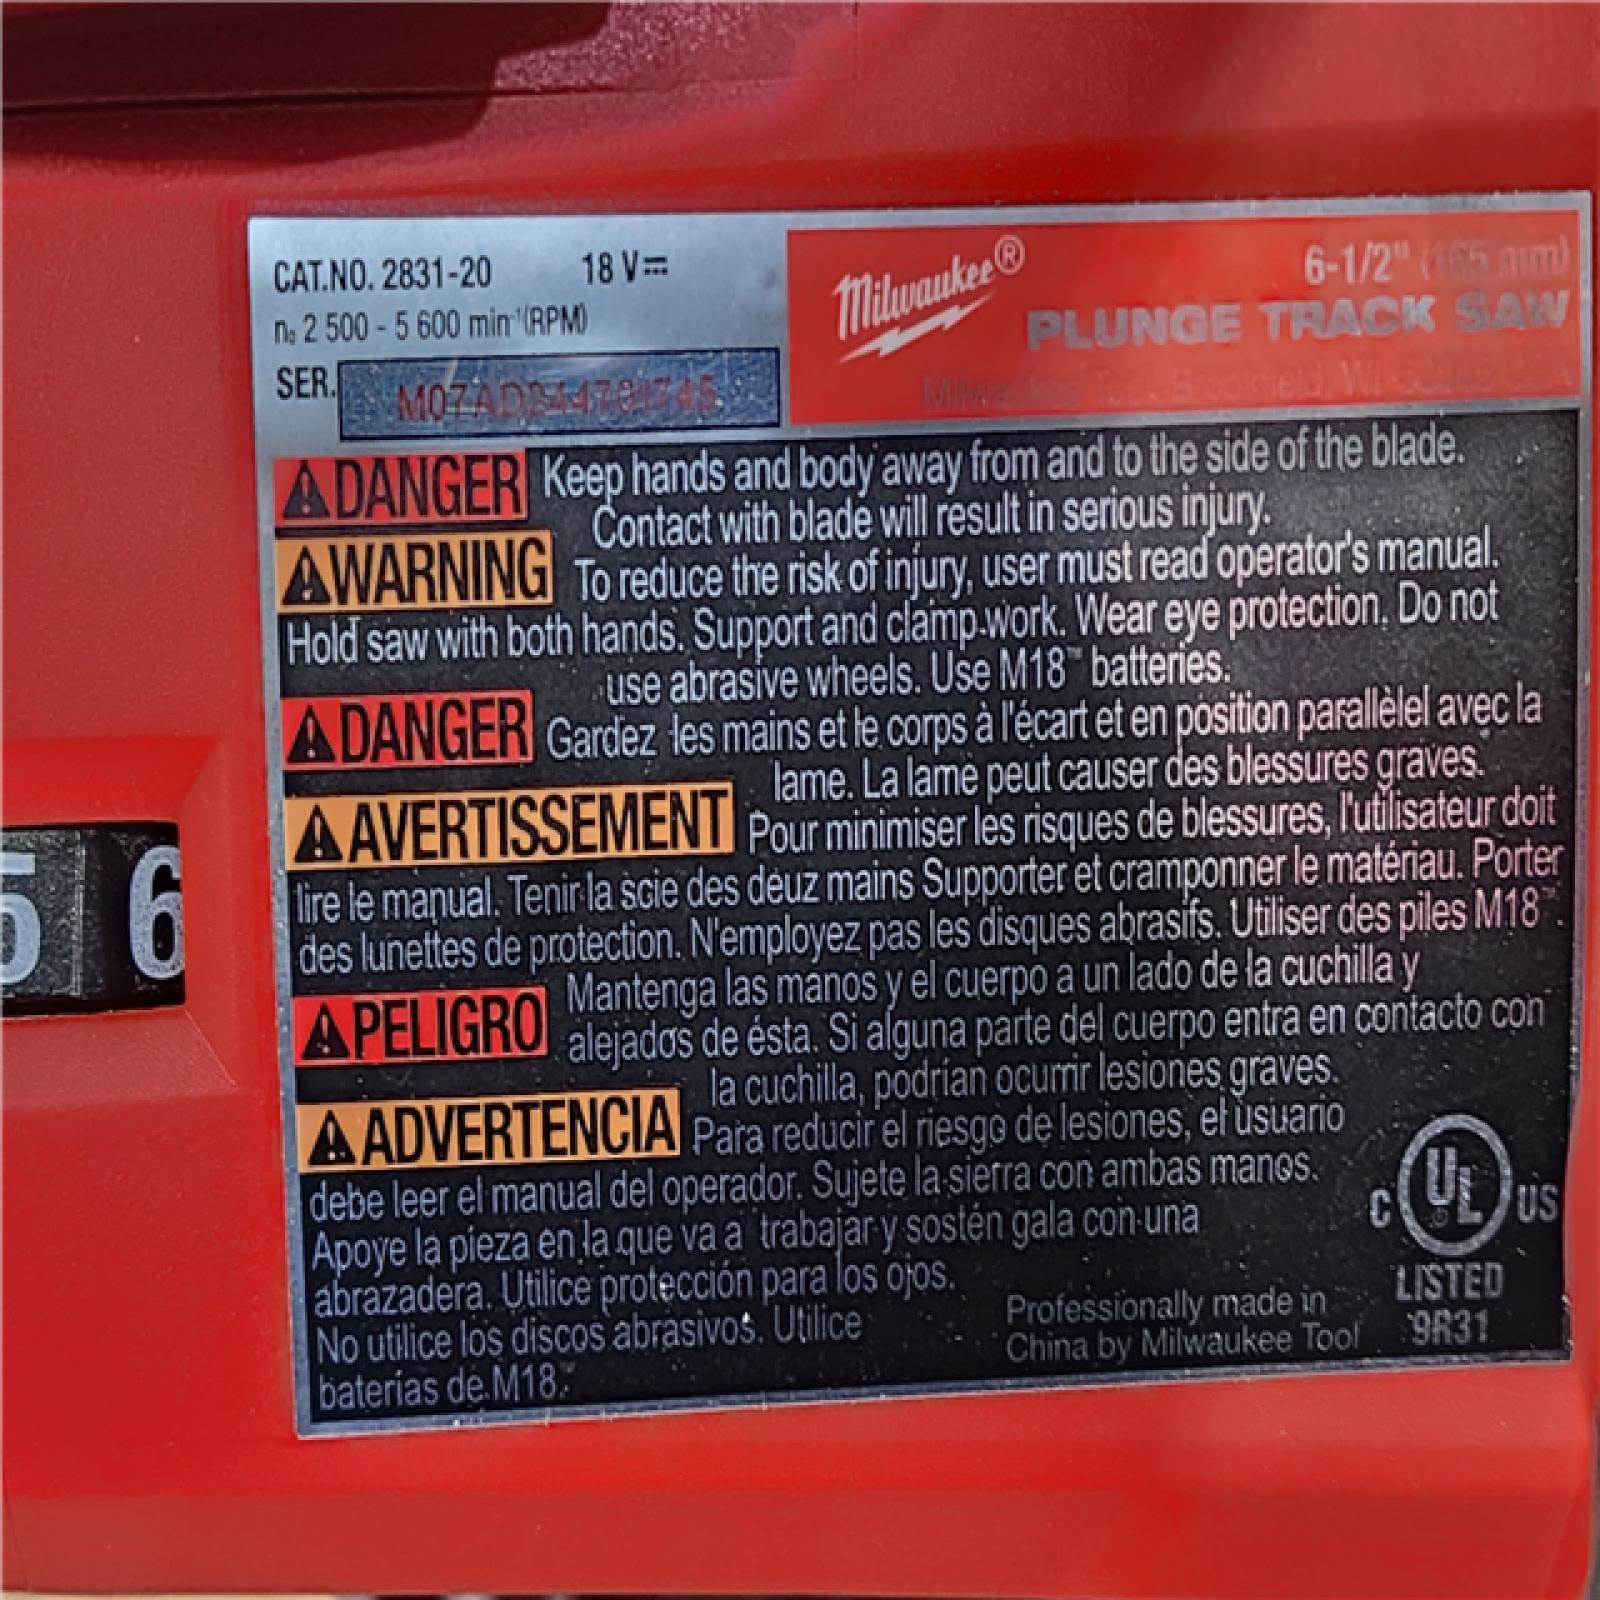 CAT.NO. 2831-20 18 V
n₀ 2 500 - 5 600 min⁻¹(RPM)
SER.
Milwaukee®
6-1/2" (165 mm)
PLUNGE TRACK SAW
DANGER Keep hands and body away from and to the side of the blade.
Contact with blade will result in serious injury.
WARNING To reduce the risk of injury, user must read operator's manual.
Hold saw with both hands. Support and clamp work. Wear eye protection. Do not
use abrasive wheels. Use M18™ batteries.
DANGER Gardez les mains et le corps à l'écart et en position parallèlel avec la
lame. La lame peut causer des blessures graves.
AVERTISSEMENT Pour minimiser les risques de blessures, l'utilisateur doit
lire le manual. Tenir la scie des deuz mains Supporter et cramponner le matériau. Porter
des lunettes de protection. N'employez pas les disques abrasifs. Utiliser des piles M18™.
PELIGRO Mantenga las manos y el cuerpo a un lado de la cuchilla y
alejados de ésta. Si alguna parte del cuerpo entra en contacto con
la cuchilla, podrían ocurrir lesiones graves.
ADVERTENCIA Para reducir el riesgo de lesiones, el usuario
debe leer el manual del operador. Sujete la sierra con ambas manos.
Apoye la pieza en la que va a trabajar y sostén gala con una
abrazadera. Utilice protección para los ojos.
No utilice los discos abrasivos. Utilice
baterias de M18™
Professionally made in
China by Milwaukee Tool
C UL US
LISTED
9R31
5 6